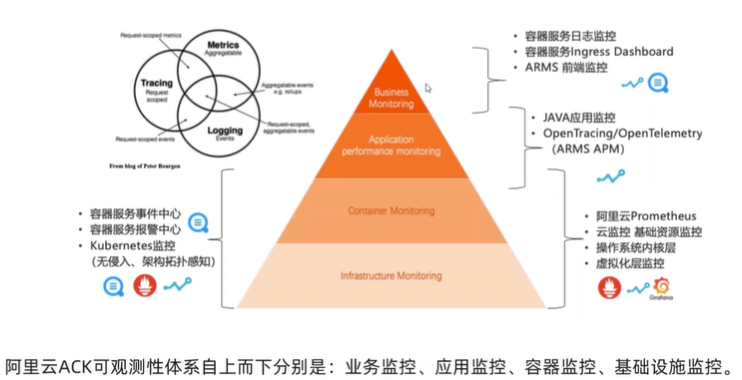 Request-scoped metrics
Metrics
Aggregatable
Tracing
Request
scoped
Aggregatable events
e.g. rollups
Request-scoped,
aggregatable events
Request-scoped events
Logging
Events
From blog of Peter Bourgon
Business
Monitoring
Application
performance monitoring
Container Monitoring
Infrastructure Monitoring
• 容器服务日志监控
• 容器服务Ingress Dashboard
• ARMS 前端监控
• JAVA应用监控
• OpenTracing/OpenTelemetry
（ARMS APM）
• 容器服务事件中心
• 容器服务报警中心
• Kubernetes监控
（无侵入、架构拓扑感知）
• 阿里云Prometheus
• 云监控 基础资源监控
• 操作系统内核层
• 虚拟化层监控
Grafana
阿里云ACK可观测性体系自上而下分别是：业务监控、应用监控、容器监控、基础设施监控。